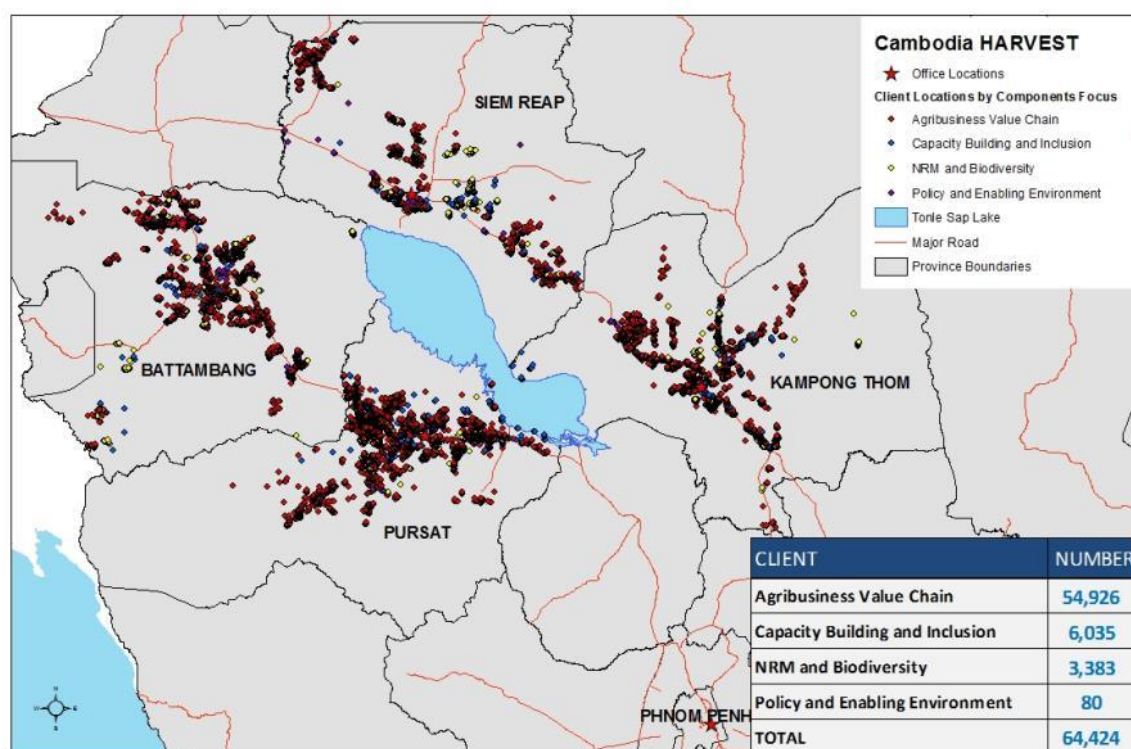 Cambodia HARVEST
Office Locations
Client Locations by Components Focus
Agribusiness Value Chain
Capacity Building and Inclusion
NRM and Biodiversity
Policy and Enabling Environment
Tonle Sap Lake
Major Road
Province Boundaries
SIEM REAP
BATTAMBANG
KAMPONG THOM
PURSAT
PHNOM PENH
CLIENT NUMBER
Agribusiness Value Chain 54,926
Capacity Building and Inclusion 6,035
NRM and Biodiversity 3,383
Policy and Enabling Environment 80
TOTAL 64,424
N
W E
S